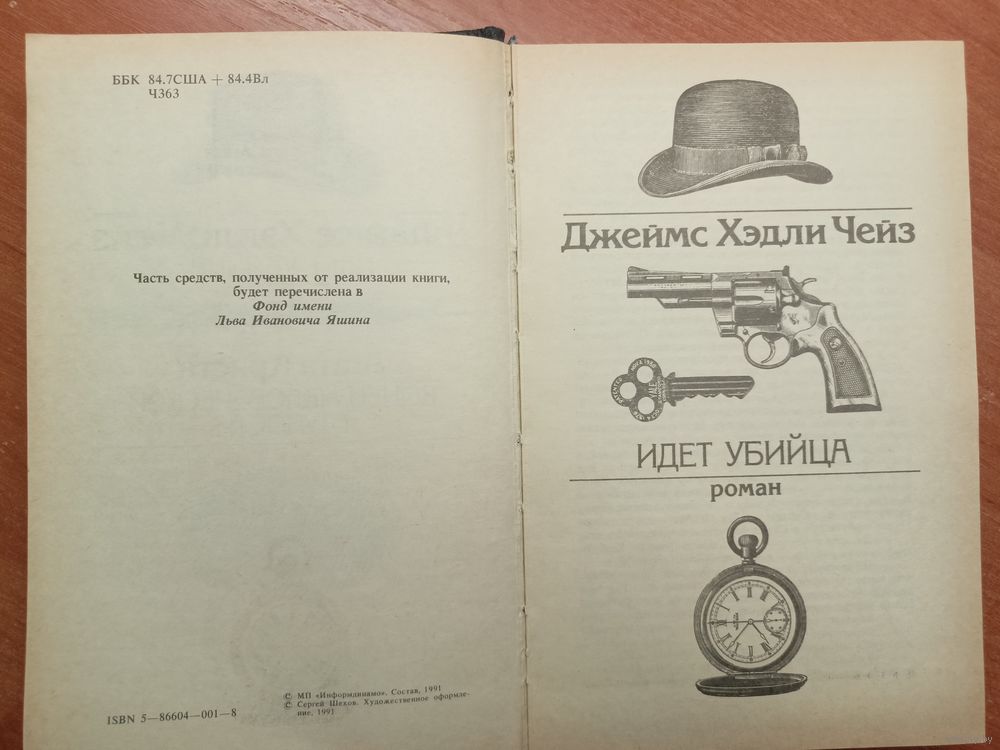 ББК 84.7США + 84.4Вл
Ч363
Часть средств, полученных от реализации книги,
будет перечислена в
Фонд имени
Льва Ивановича Яшина
ISBN 5—86604—001—8
© МП «Информдинамо». Состав, 1991
© Сергей Шехов. Художественное оформле-
ние, 1991
Джеймс Хэдли Чейз
YALE
ИДЕТ УБИЙЦА
роман